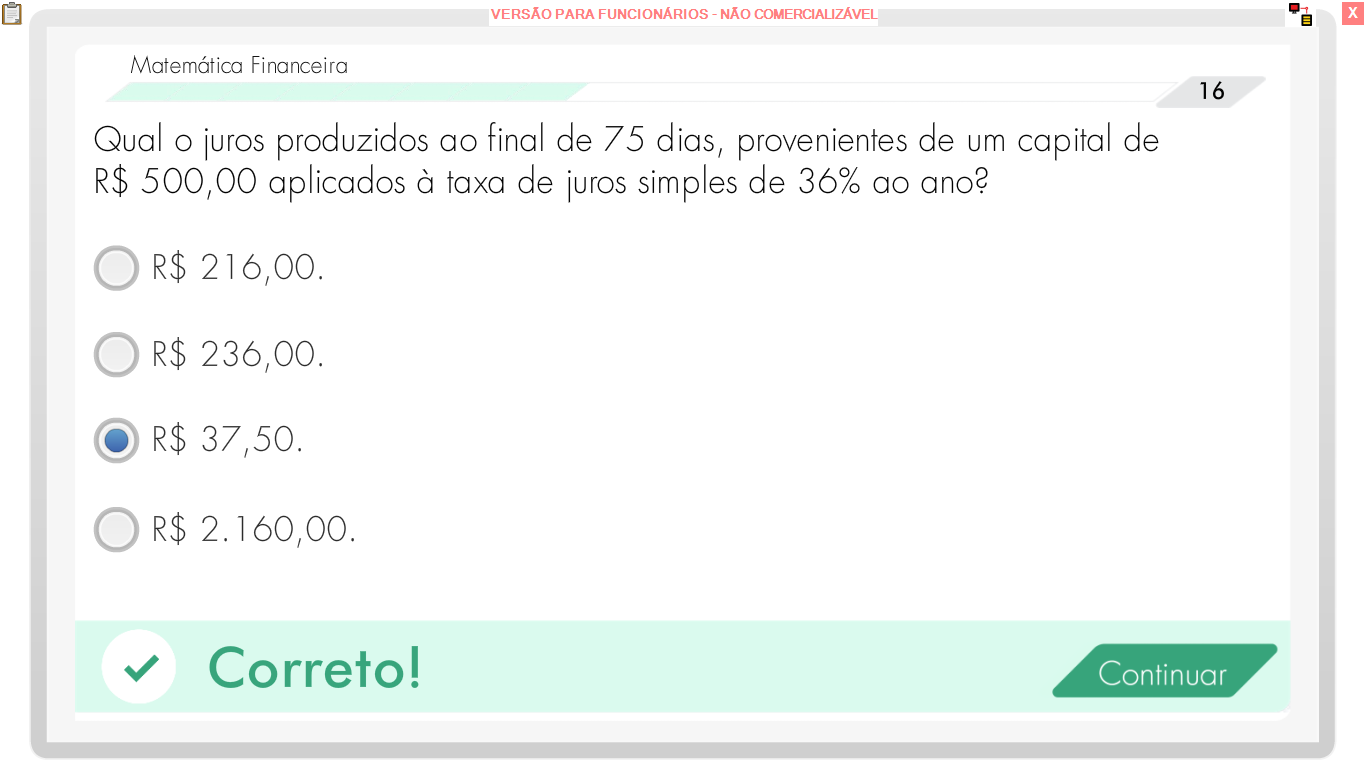 VERSÃO PARA FUNCIONÁRIOS - NÃO COMERCIALIZÁVEL
X
Matemática Financeira
16
Qual o juros produzidos ao final de 75 dias, provenientes de um capital de
R$ 500,00 aplicados à taxa de juros simples de 36% ao ano?
R$ 216,00.
R$ 236,00.
R$ 37,50.
R$ 2.160,00.
Correto!
Continuar